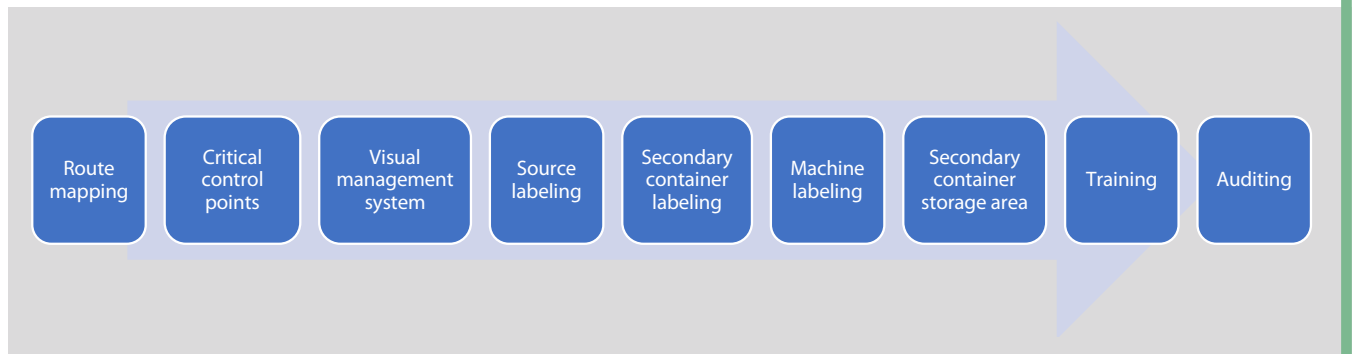 Route
mapping
Critical
control
points
Visual
management
system
Source
labeling
Secondary
container
labeling
Machine
labeling
Secondary
container
storage area
Training
Auditing